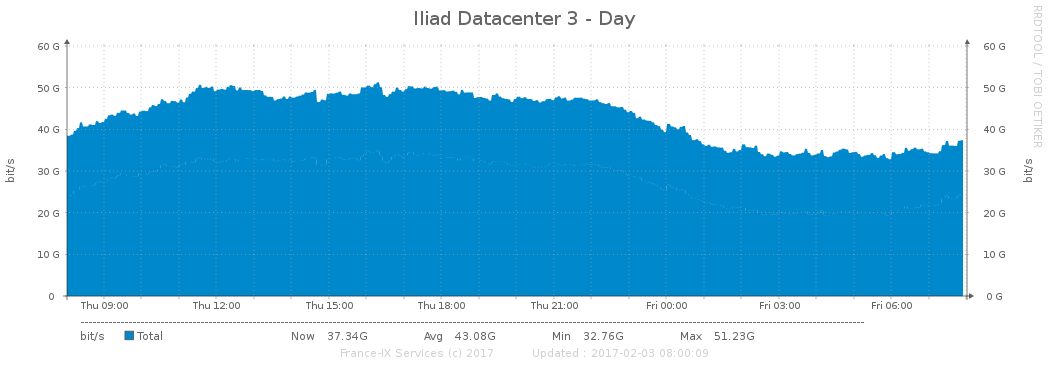 Iliad Datacenter 3 - Day
RRDTOOL / TOBI OETIKER
60 G 60 G
50 G 50 G
40 G 40 G
30 G 30 G
20 G 20 G
10 G 10 G
0 0 G
bit/s
bit/s
Thu 09:00 Thu 12:00 Thu 15:00 Thu 18:00 Thu 21:00 Fri 00:00 Fri 03:00 Fri 06:00
bit/s Total Now 37.34G Avg 43.08G Min 32.76G Max 51.23G
France-IX Services (c) 2017 Updated : 2017-02-03 08:00:09